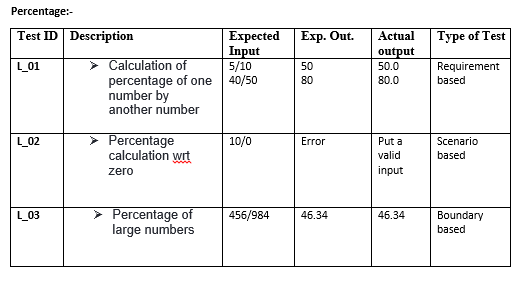 Percentage:-
Test ID Description Expected Input Exp. Out. Actual output Type of Test
L_01 ➢ Calculation of percentage of one number by another number 5/10 40/50 50 80 50.0 80.0 Requirement based
L_02 ➢ Percentage calculation wrt zero 10/0 Error Put a valid input Scenario based
L_03 ➢ Percentage of large numbers 456/984 46.34 46.34 Boundary based